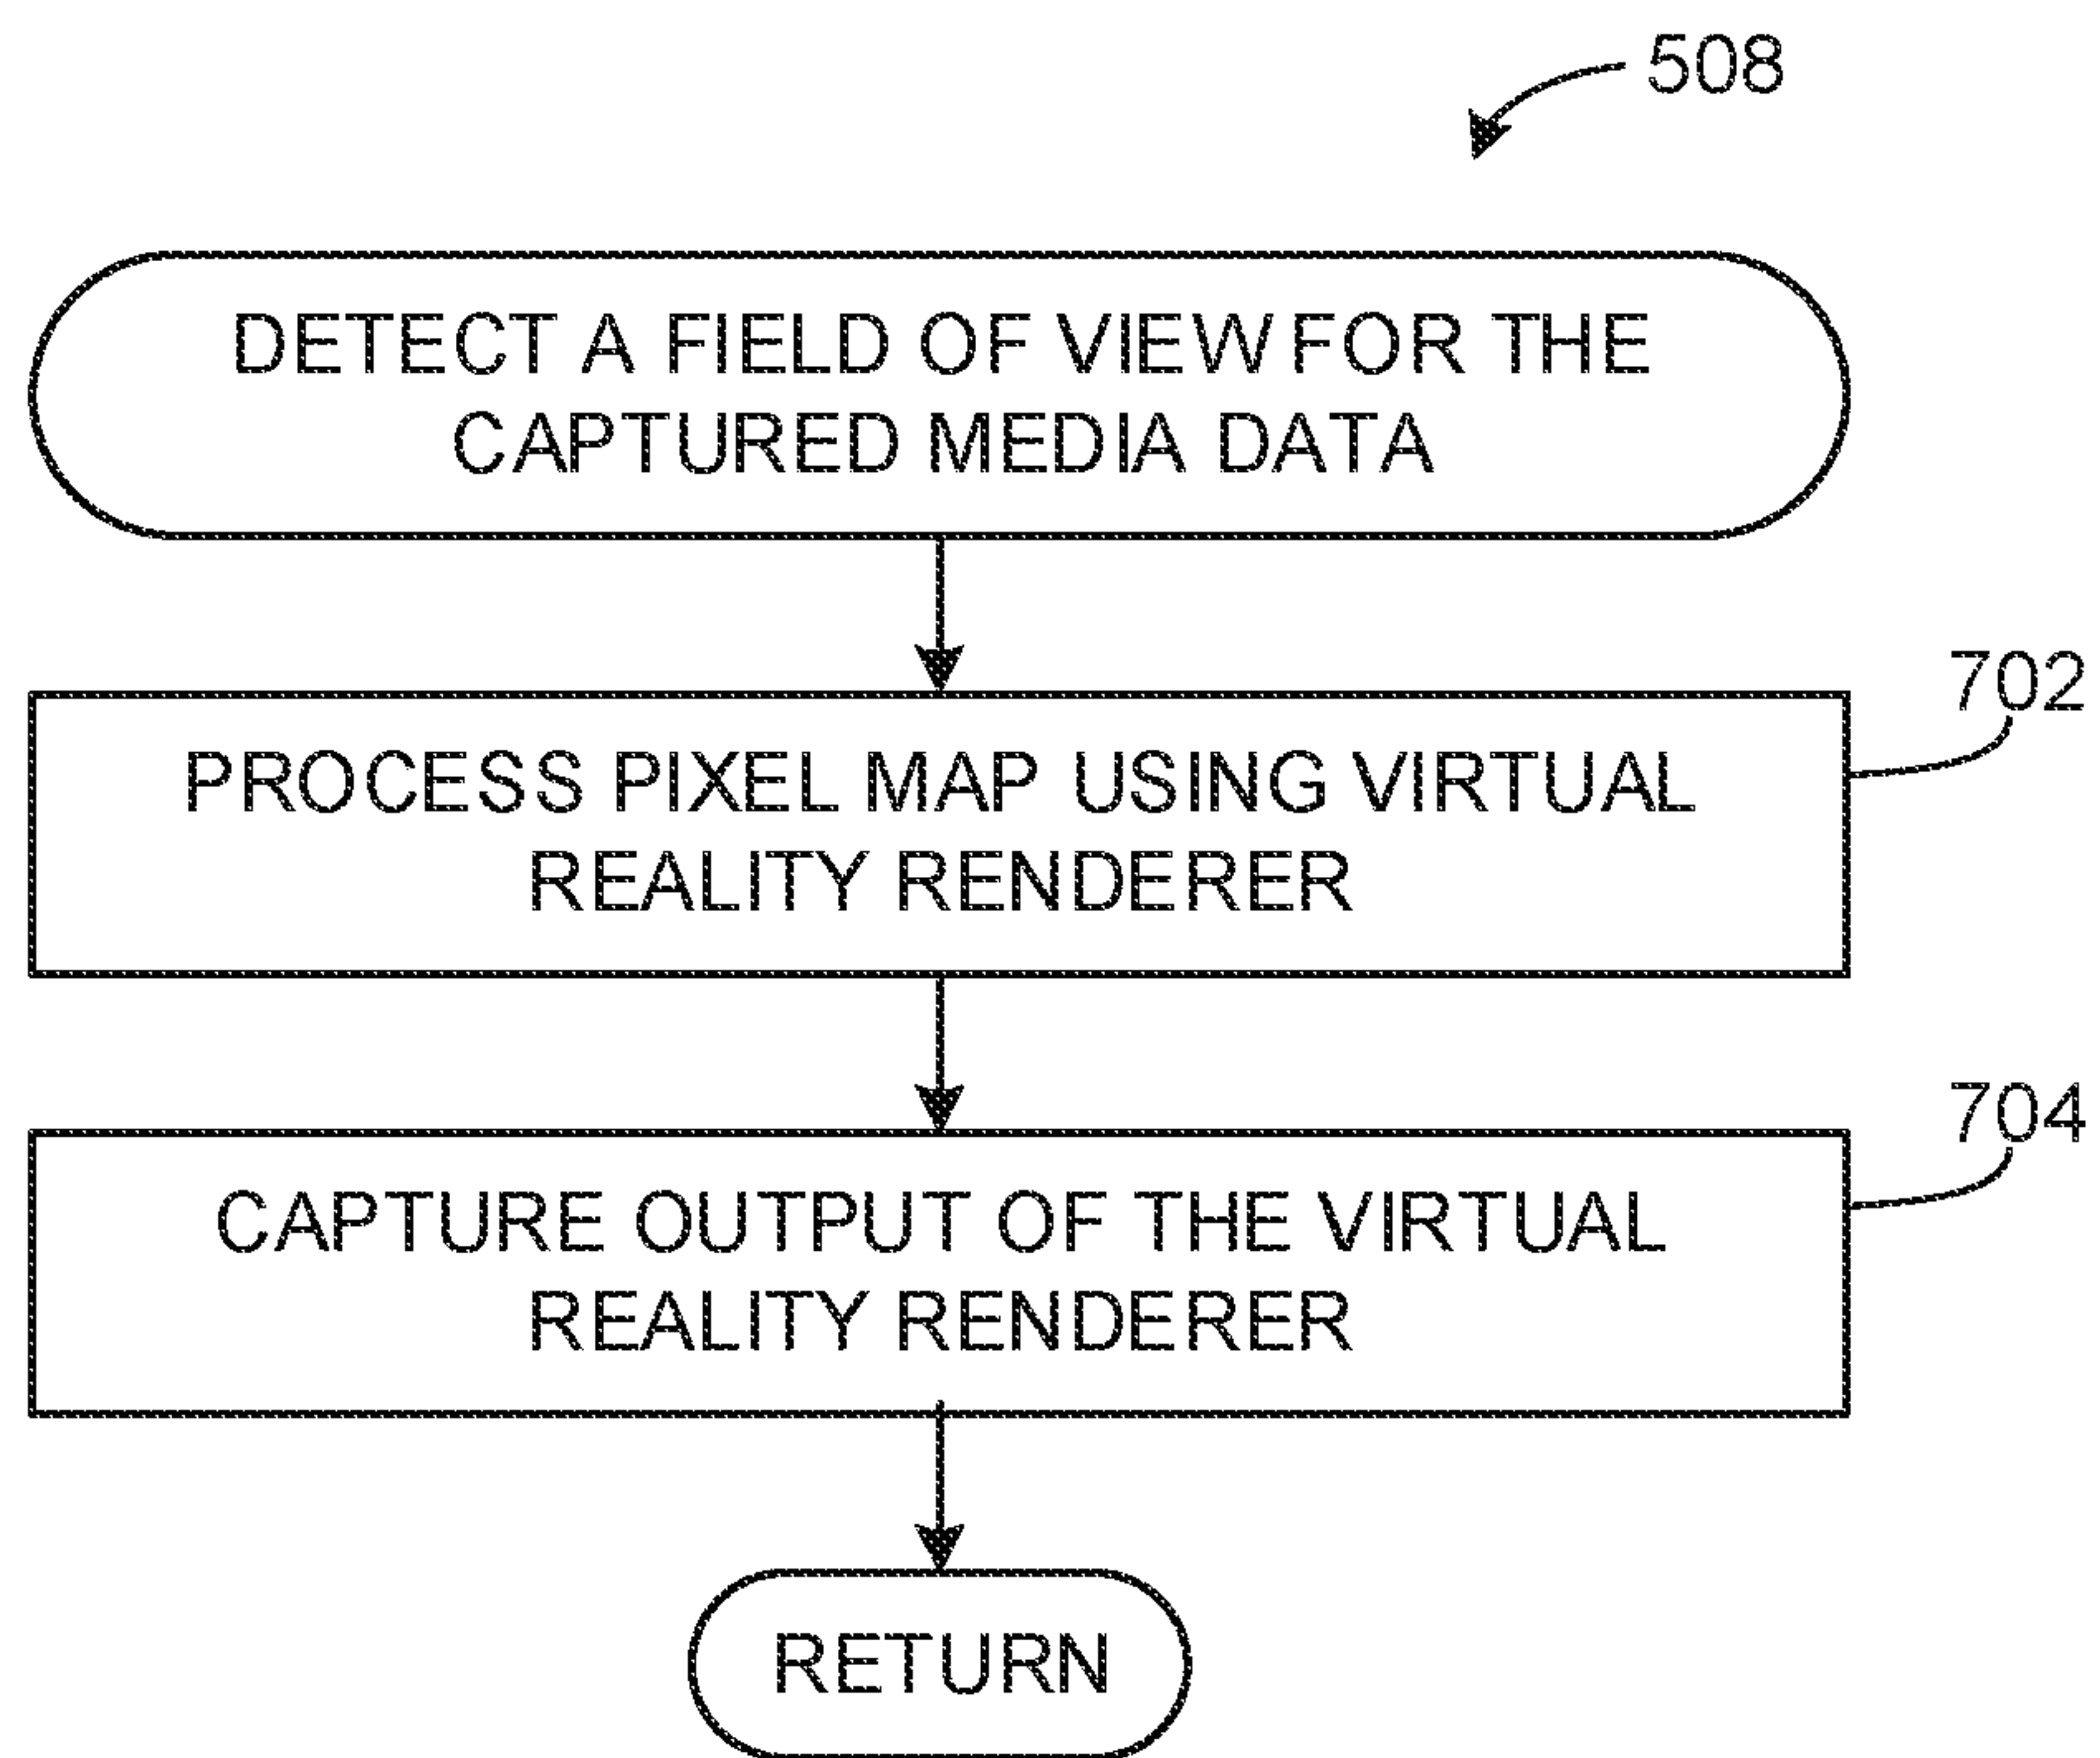 508
DETECT A FIELD OF VIEW FOR THE
CAPTURED MEDIA DATA
702
PROCESS PIXEL MAP USING VIRTUAL
REALITY RENDERER
704
CAPTURE OUTPUT OF THE VIRTUAL
REALITY RENDERER
RETURN